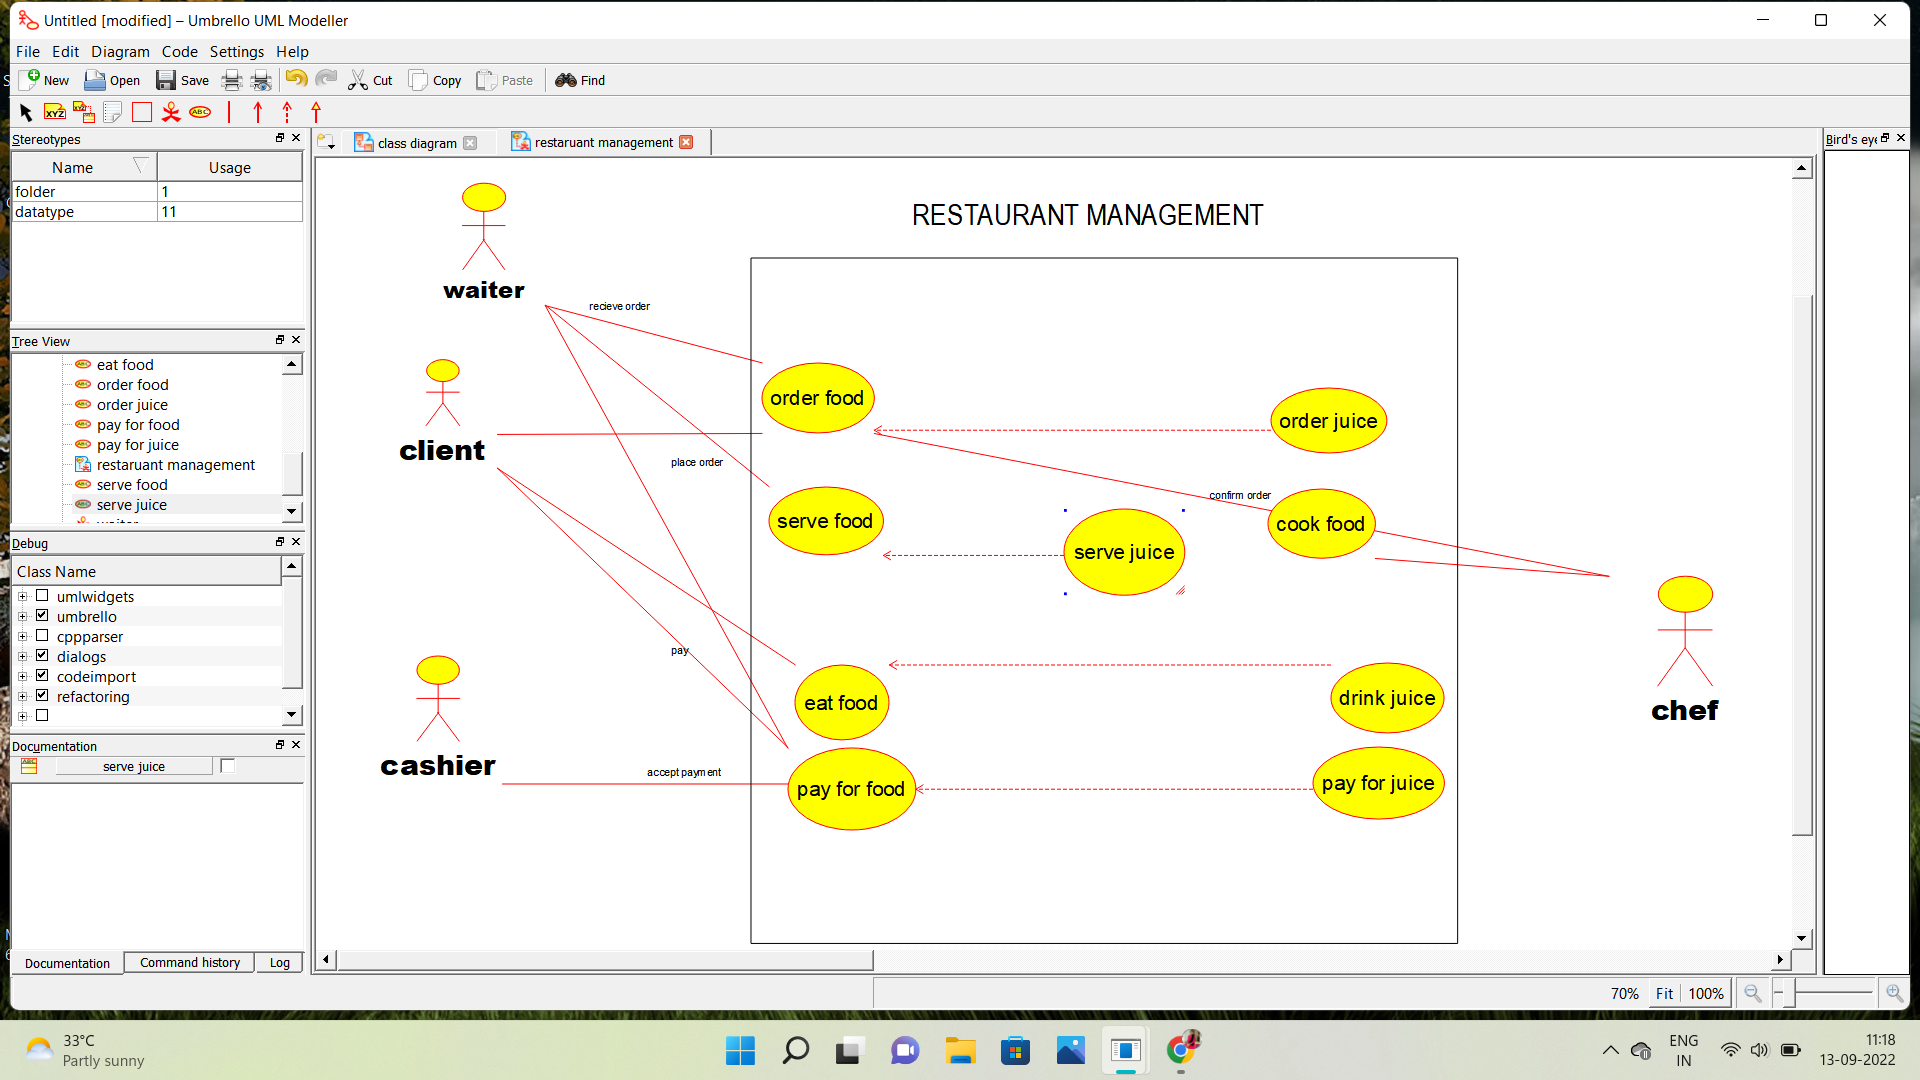 Untitled [modified] – Umbrello UML Modeller
File Edit Diagram Code Settings Help
New Open Save Cut Copy Paste Find
XYZ XYZ ABC
Stereotypes
Name Usage
folder 1
datatype 11
Tree View
eat food
order food
order juice
pay for food
pay for juice
restaruant management
serve food
serve juice
waiter
Debug
Class Name
umlwidgets
umbrello
cppparser
dialogs
codeimport
refactoring
Documentation
serve juice
Documentation Command history Log
class diagram restaruant management
Bird's eye
RESTAURANT MANAGEMENT
waiter
recieve order
client
place order
order food
order juice
confirm order
serve food
serve juice
cook food
pay
eat food
drink juice
chef
cashier
accept payment
pay for food
pay for juice
70% Fit 100%
33°C
Partly sunny
ENG
IN
11:18
13-09-2022